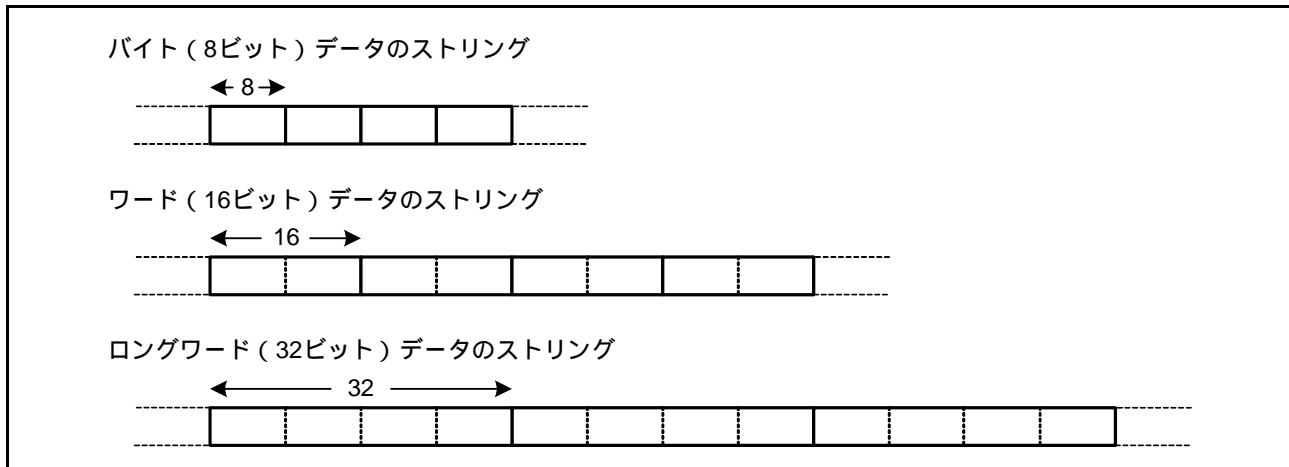 バイト（8ビット）データのストリング
8
ワード（16ビット）データのストリング
16
ロングワード（32ビット）データのストリング
32